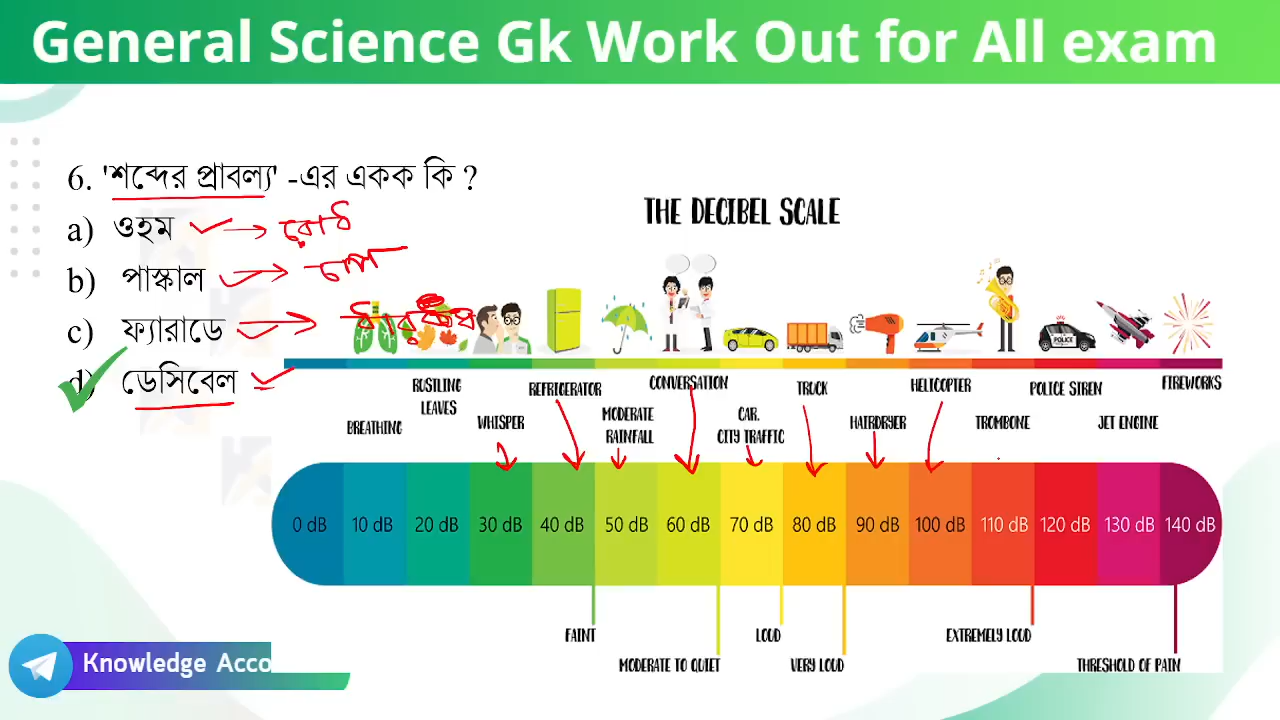 General Science Gk Work Out for All exam
6. 'শব্দের প্রাবল্য' -এর একক কি ?
a) ওহম → রোধ
b) পাস্কাল → চাপ
c) ফ্যারাডে →
d) ডেসিবেল
THE DECIBEL SCALE
BREATHING
RUSTLING
LEAVES
WHISPER
REFRIGERATOR
MODERATE
RAINFALL
CONVERSATION
CAR.
CITY TRAFFIC
TRUCK
HAIRDRYER
HELICOPTER
TROMBONE
POLICE
POLICE SIREN
JET ENGINE
FIREWORKS
0 dB 10 dB 20 dB 30 dB 40 dB 50 dB 60 dB 70 dB 80 dB 90 dB 100 dB 110 dB 120 dB 130 dB 140 dB
FAINT
MODERATE TO QUIET
LOUD
VERY LOUD
EXTREMELY LOUD
THRESHOLD OF PAIN
Knowledge Acco